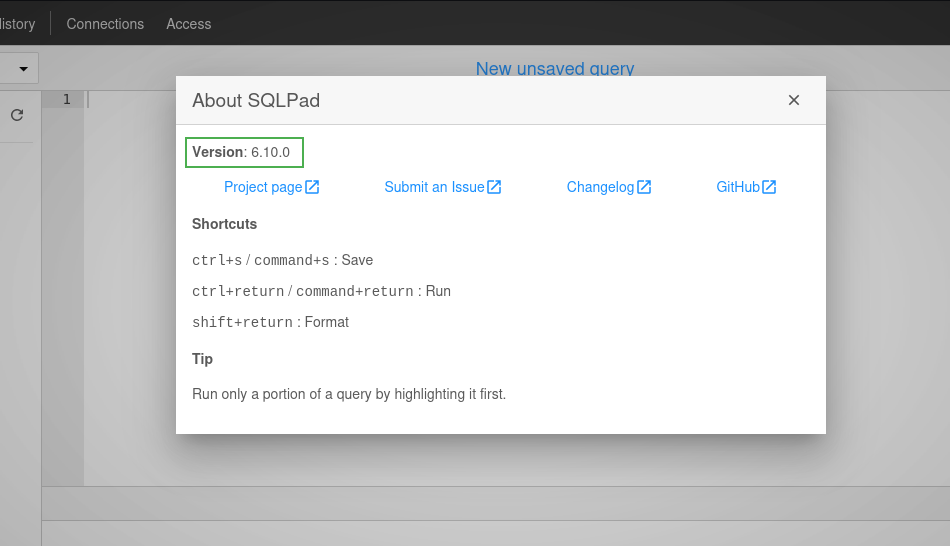 Connections Access
New unsaved query
1
About SQLPad
Version: 6.10.0
Project page Submit an Issue Changelog GitHub
Shortcuts
ctrl+s / command+s : Save
ctrl+return / command+return : Run
shift+return : Format
Tip
Run only a portion of a query by highlighting it first.